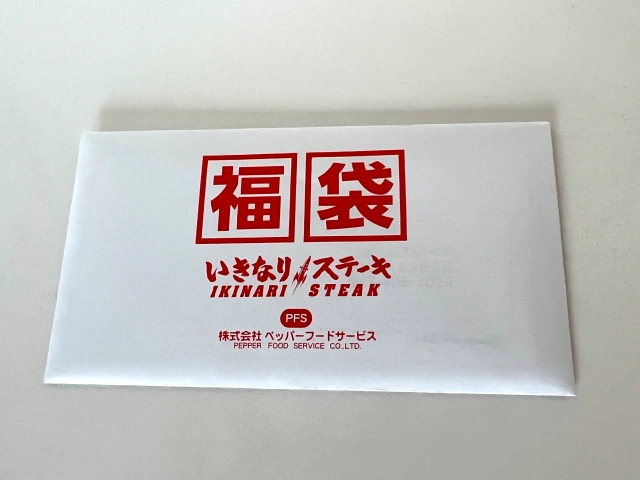 福袋
いきなりステーキ
IKINARI STEAK
PFS
株式会社 ペッパーフードサービス
PEPPER FOOD SERVICE CO.,LTD.